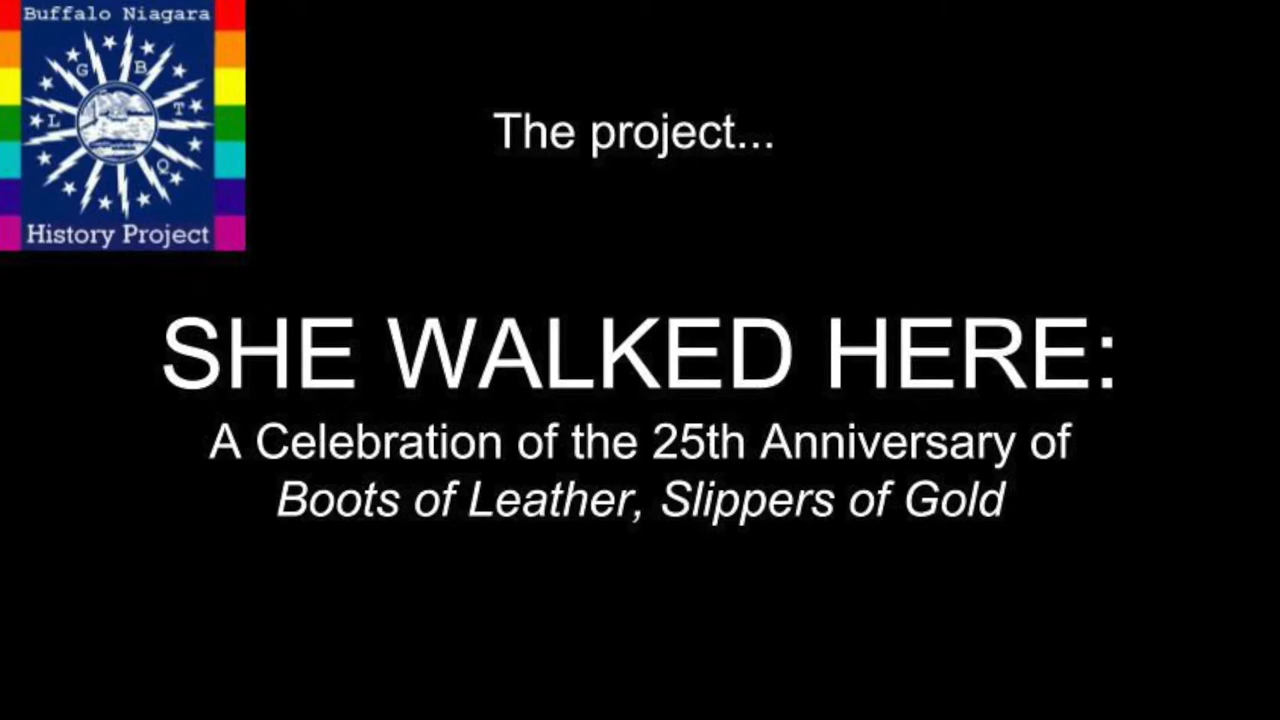 Buffalo Niagara
G B
L T
Q
History Project
The project...
SHE WALKED HERE:
A Celebration of the 25th Anniversary of
Boots of Leather, Slippers of Gold